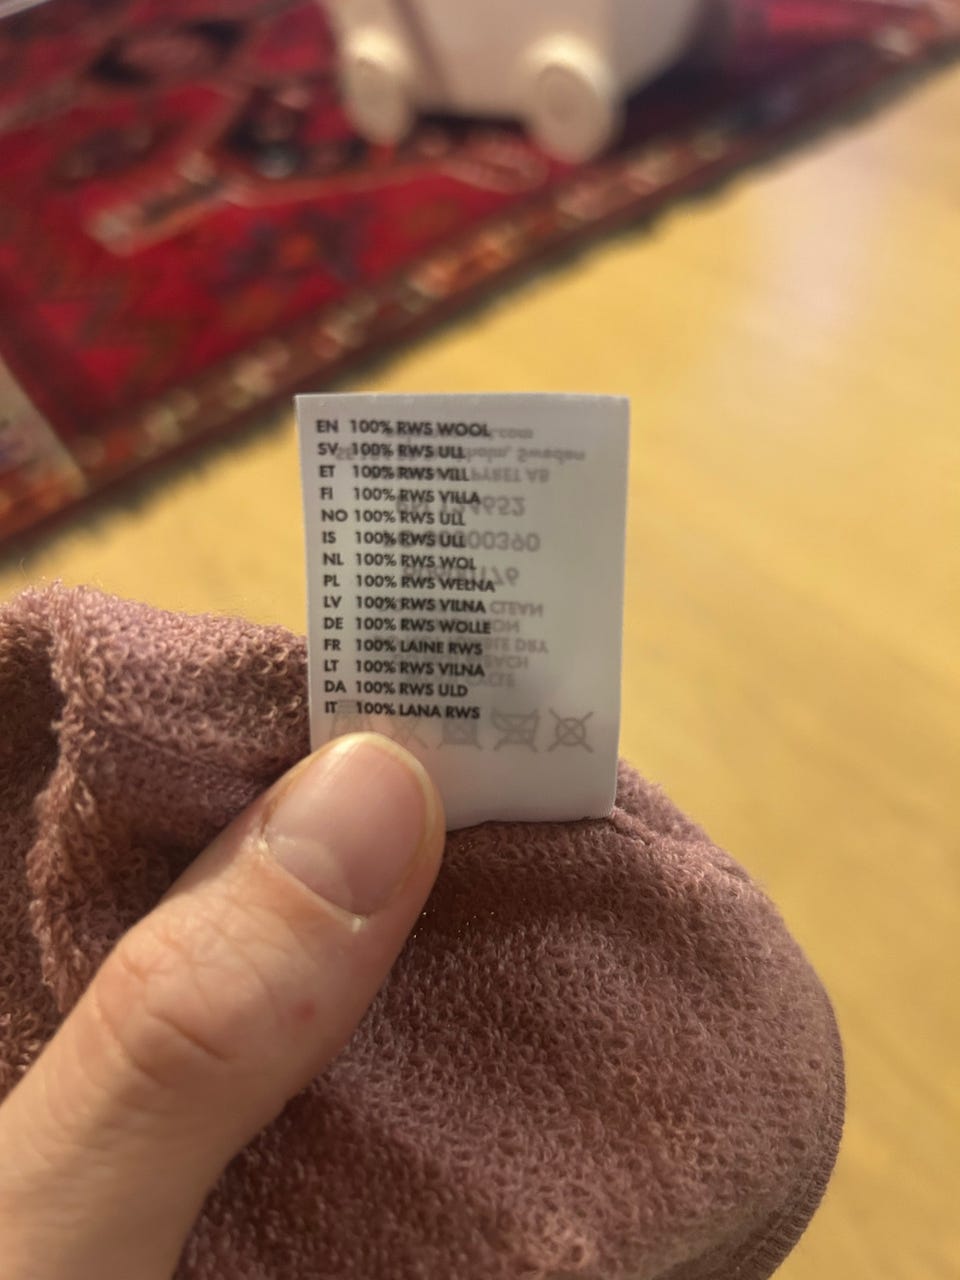 EN 100% RWS WOOL
SV 100% RWS ULL
ET 100% RWS VILL
FI 100% RWS VILLA
NO 100% RWS ULL
IS 100% RWS ULL
NL 100% RWS WOL
PL 100% RWS WEŁNA
LV 100% RWS VILNA
DE 100% RWS WOLLE
FR 100% LAINE RWS
LT 100% RWS VILNA
DA 100% RWS ULD
IT 100% LANA RWS